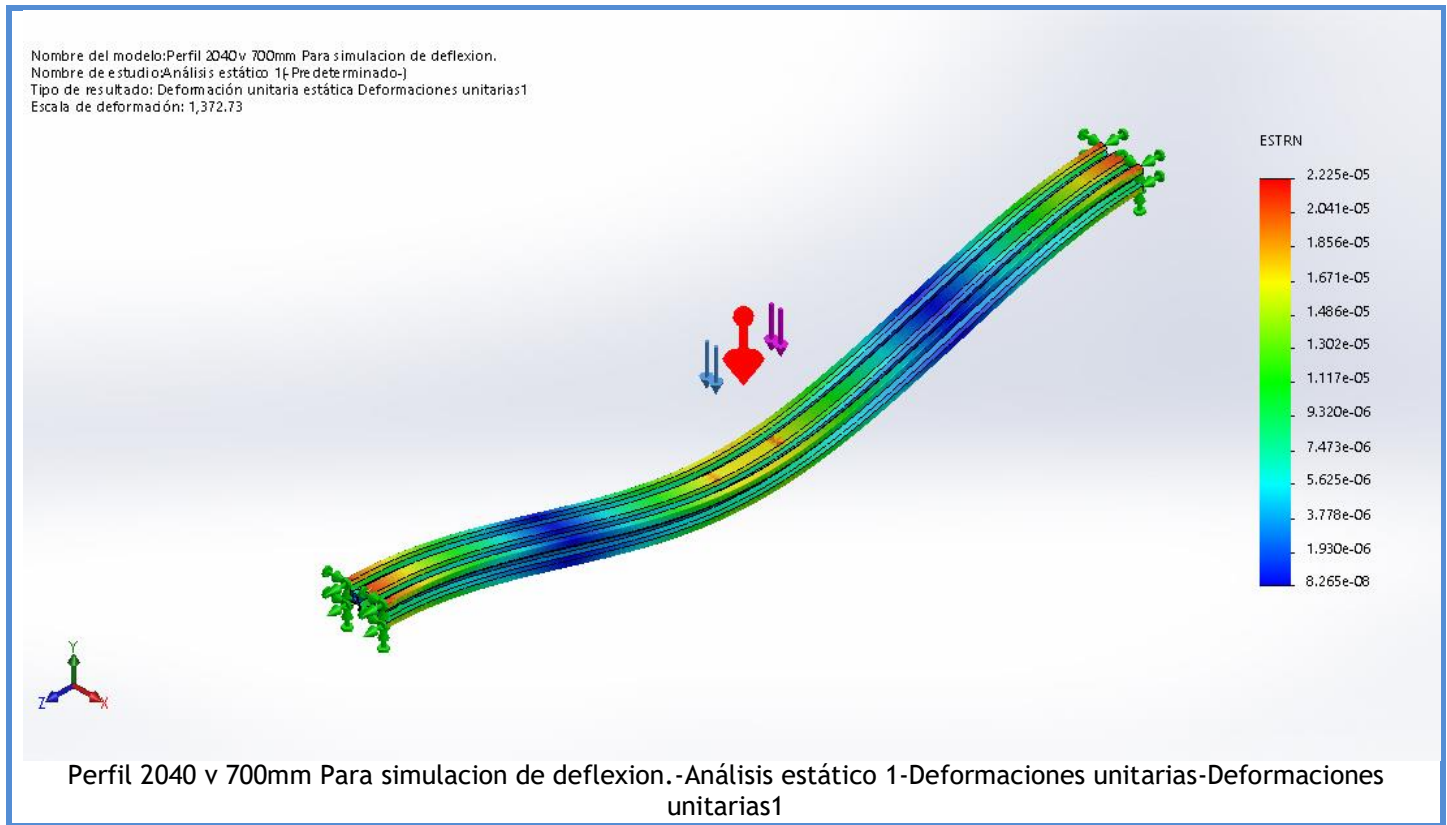 Nombre del modelo:Perfil 2040 v 700mm Para simulacion de deflexion.
Nombre de estudio:Análisis estático 1(-Predeterminado-)
Tipo de resultado: Deformación unitaria estática Deformaciones unitarias1
Escala de deformación: 1,372.73
ESTRN
2.225e-05
2.041e-05
1.856e-05
1.671e-05
1.486e-05
1.302e-05
1.117e-05
9.320e-06
7.473e-06
5.625e-06
3.778e-06
1.930e-06
8.265e-08
Y
Z
X
Perfil 2040 v 700mm Para simulacion de deflexion.-Análisis estático 1-Deformaciones unitarias-Deformaciones
unitarias1